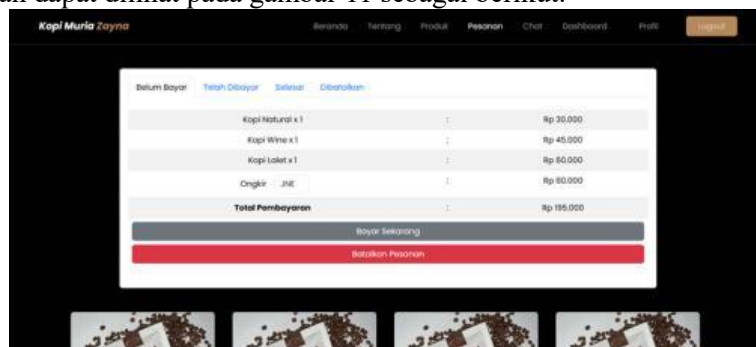 dapat dilihat pada gambar 11 sebagai berikut.
Kopi Muria Zayna Beranda Tentang Produk Pesanan Chat Dashboard Profil Logout
Belum Bayar Telah Dibayar Selesai Dibatalkan
Kopi Natural x 1 : Rp 30.000
Kopi Wine x 1 : Rp 45.000
Kopi Lalet x 1 : Rp 60.000
Ongkir JNE : Rp 60.000
Total Pembayaran : Rp 195.000
Bayar Sekarang
Batalkan Pesanan